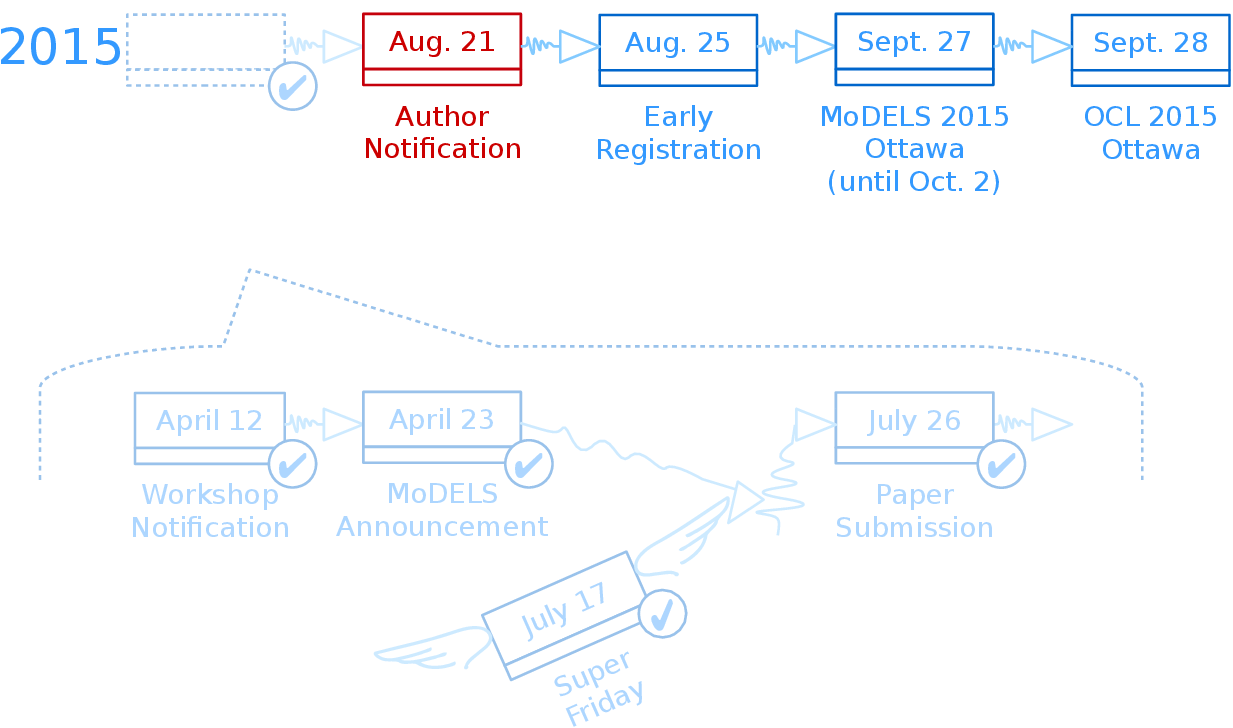 2015
Aug. 21
Aug. 25
Sept. 27
Sept. 28
Author
Notification
Early
Registration
MoDELS 2015
Ottawa
(until Oct. 2)
OCL 2015
Ottawa
April 12
April 23
July 26
Workshop
Notification
MoDELS
Announcement
Paper
Submission
July 17
Super
Friday